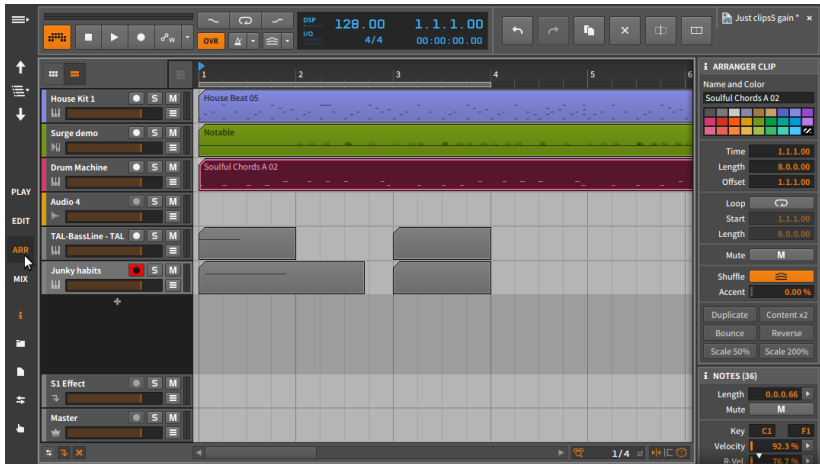 DSP
I/O
128.00
4/4
1.1.1.00
00:00:00.00
Just clips5 gain* ×
W
OVR
PLAY
EDIT
ARR
MIX
1 2 3 4 5 6
House Kit 1 S M
House Beat 05
Surge demo S M
Notable
Drum Machine S M
Soulful Chords A 02
Audio 4 S M
TAL-BassLine - TAL S M
Junky habits S M
+
S1 Effect S M
Master S M
1/4 st
i ARRANGER CLIP
Name and Color
Soulful Chords A 02
Time 1.1.1.00
Length 8.0.0.00
Offset 1.1.1.00
Loop
Start 1.1.1.00
Length 8.0.0.00
Mute M
Shuffle
Accent 0.00 %
Duplicate Content x2
Bounce Reverse
Scale 50% Scale 200%
i NOTES (36)
Length 0.0.0.66
Mute M
Key C1 F1
Velocity 92.3 %
R-Vel 76.7 %